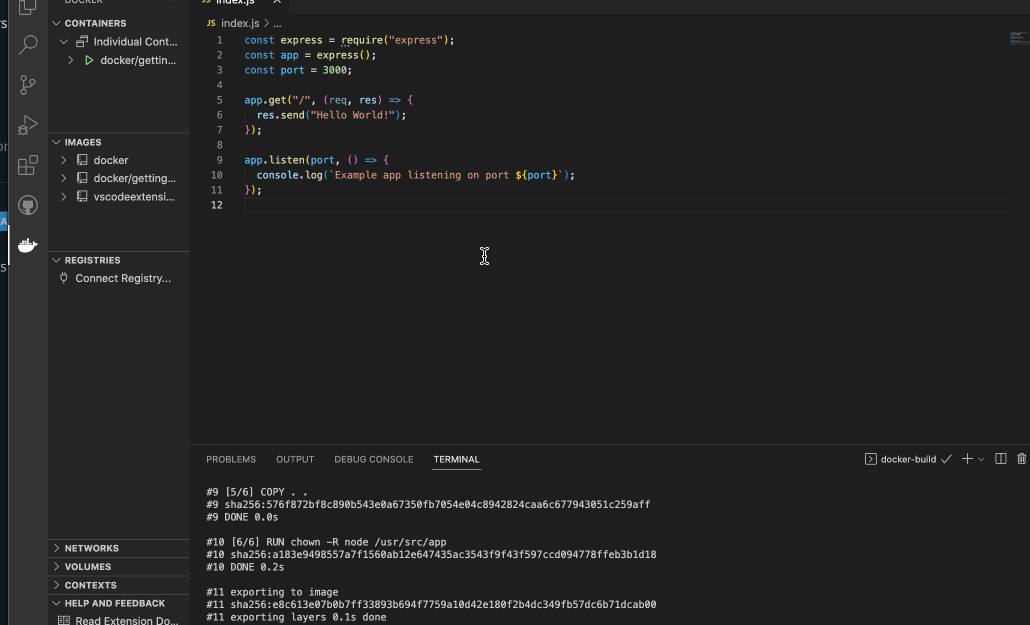 DOCKER
CONTAINERS
Individual Cont...
docker/gettin...
IMAGES
docker
docker/getting...
vscodeextensi...
REGISTRIES
Connect Registry...
NETWORKS
VOLUMES
CONTEXTS
HELP AND FEEDBACK
Read Extension Do...
JS index.js
JS index.js > ...
1 const express = require("express");
2 const app = express();
3 const port = 3000;
4
5 app.get("/", (req, res) => {
6 res.send("Hello World!");
7 });
8
9 app.listen(port, () => {
10 console.log(`Example app listening on port ${port}`);
11 });
12
PROBLEMS OUTPUT DEBUG CONSOLE TERMINAL docker-build
#9 [5/6] COPY . .
#9 sha256:576f872bf8c890b543e0a67350fb7054e04c8942824caa6c677943051c259aff
#9 DONE 0.0s
#10 [6/6] RUN chown -R node /usr/src/app
#10 sha256:a183e9498557a7f1560ab12e647435ac3543f9f43f597ccd094778ffeb3b1d18
#10 DONE 0.2s
#11 exporting to image
#11 sha256:e8c613e07b0b7ff33893b694f7759a10d42e180f2b4dc349fb57dc6b71dcab00
#11 exporting layers 0.1s done